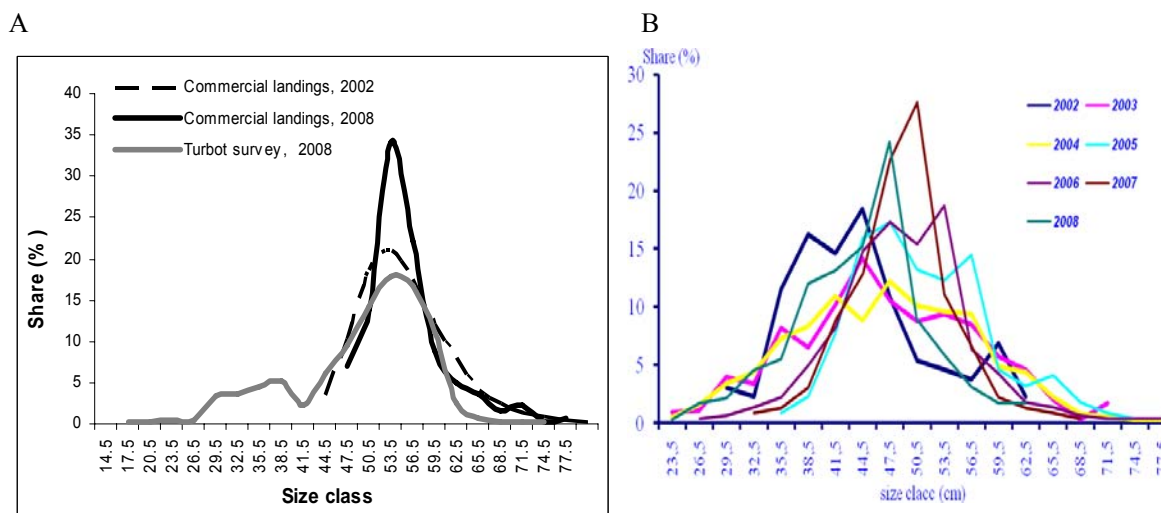 A
Commercial landings, 2002
Commercial landings, 2008
Turbot survey, 2008
40
35
30
25
20
15
10
5
0
Share (%)
14.5 17.5 20.5 23.5 26.5 29.5 32.5 35.5 38.5 41.5 44.5 47.5 50.5 53.5 56.5 59.5 62.5 65.5 68.5 71.5 74.5 77.5
Size class
B
Share (%)
30
25
20
15
10
5
0
2002 2003
2004 2005
2006 2007
2008
23,5 26,5 29,5 32,5 35,5 38,5 41,5 44,5 47,5 50,5 53,5 56,5 59,5 62,5 65,5 68,5 71,5 74,5
size clacc (cm)